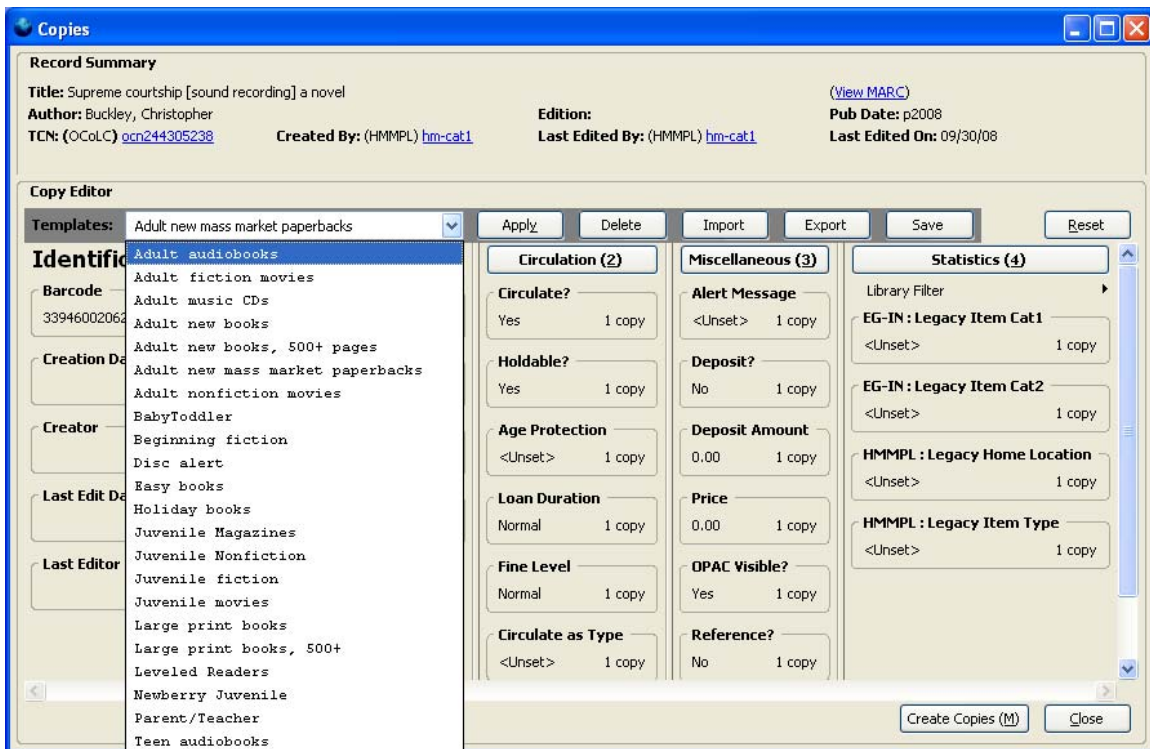 Copies
Record Summary
Title: Supreme courtship [sound recording] a novel
(View MARC)
Author: Buckley, Christopher
Edition:
Pub Date: p2008
TCN: (OCoLC) ocn244305238
Created By: (HMMPL) hm-cat1
Last Edited By: (HMMPL) hm-cat1
Last Edited On: 09/30/08
Copy Editor
Templates:
Adult new mass market paperbacks
Apply
Delete
Import
Export
Save
Reset
Adult audiobooks
Adult fiction movies
Adult music CDs
Adult new books
Adult new books, 500+ pages
Adult new mass market paperbacks
Adult nonfiction movies
BabyToddler
Beginning fiction
Disc alert
Easy books
Holiday books
Juvenile Magazines
Juvenile Nonfiction
Juvenile fiction
Juvenile movies
Large print books
Large print books, 500+
Leveled Readers
Newberry Juvenile
Parent/Teacher
Teen audiobooks
Identific
Barcode
33946002062
Creation Da
Creator
Last Edit Da
Last Editor
Circulation (2)
Circulate?
Yes 1 copy
Holdable?
Yes 1 copy
Age Protection
<Unset> 1 copy
Loan Duration
Normal 1 copy
Fine Level
Normal 1 copy
Circulate as Type
<Unset> 1 copy
Miscellaneous (3)
Alert Message
<Unset> 1 copy
Deposit?
No 1 copy
Deposit Amount
0.00 1 copy
Price
0.00 1 copy
OPAC Visible?
Yes 1 copy
Reference?
No 1 copy
Statistics (4)
Library Filter
EG-IN : Legacy Item Cat1
<Unset> 1 copy
EG-IN : Legacy Item Cat2
<Unset> 1 copy
HMMPL : Legacy Home Location
<Unset> 1 copy
HMMPL : Legacy Item Type
<Unset> 1 copy
Create Copies (M)
Close